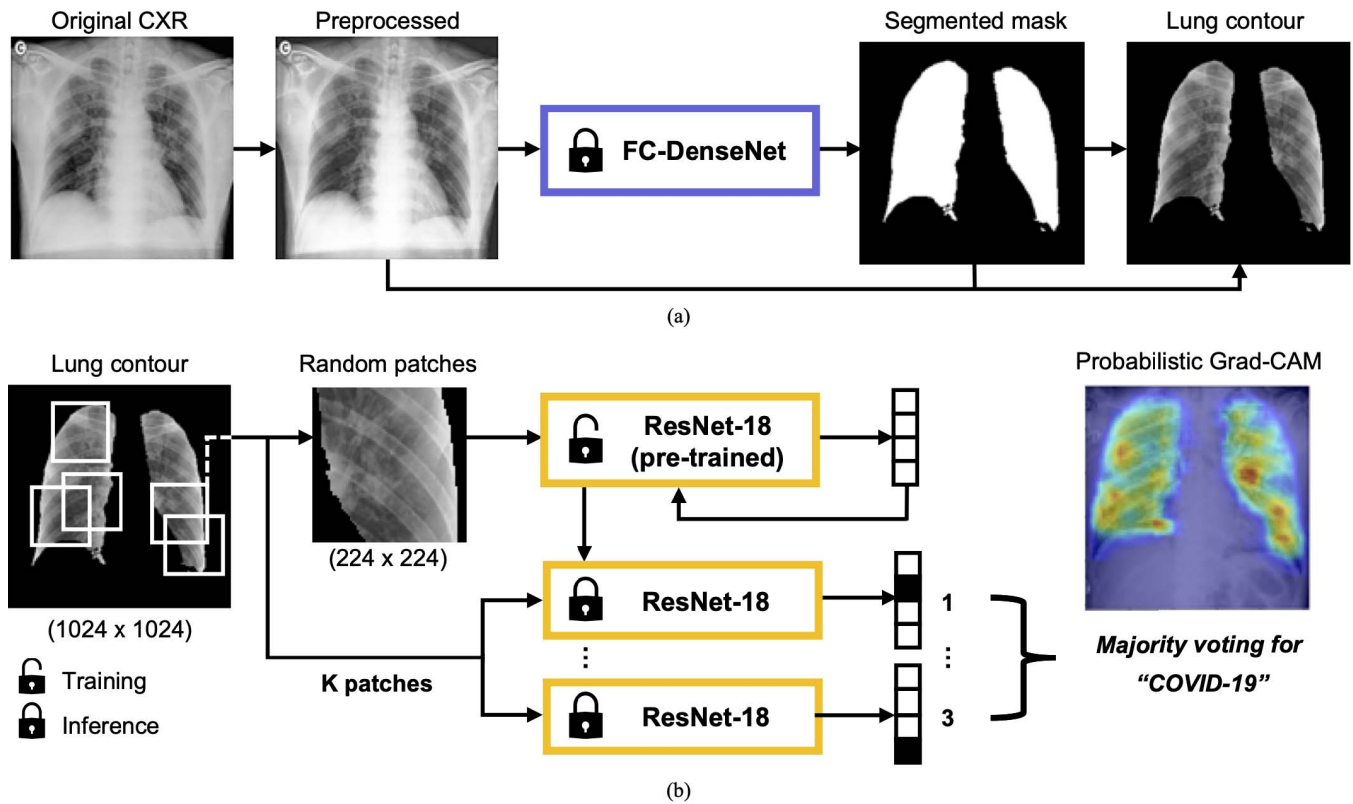 Original CXR
Preprocessed
Segmented mask
Lung contour
C
C
FC-DenseNet
(a)
Lung contour
Random patches
Probabilistic Grad-CAM
ResNet-18
(pre-trained)
(224 x 224)
(1024 x 1024)
ResNet-18
1
⋮
⋮
Majority voting for
“COVID-19”
Training
K patches
Inference
ResNet-18
3
(b)